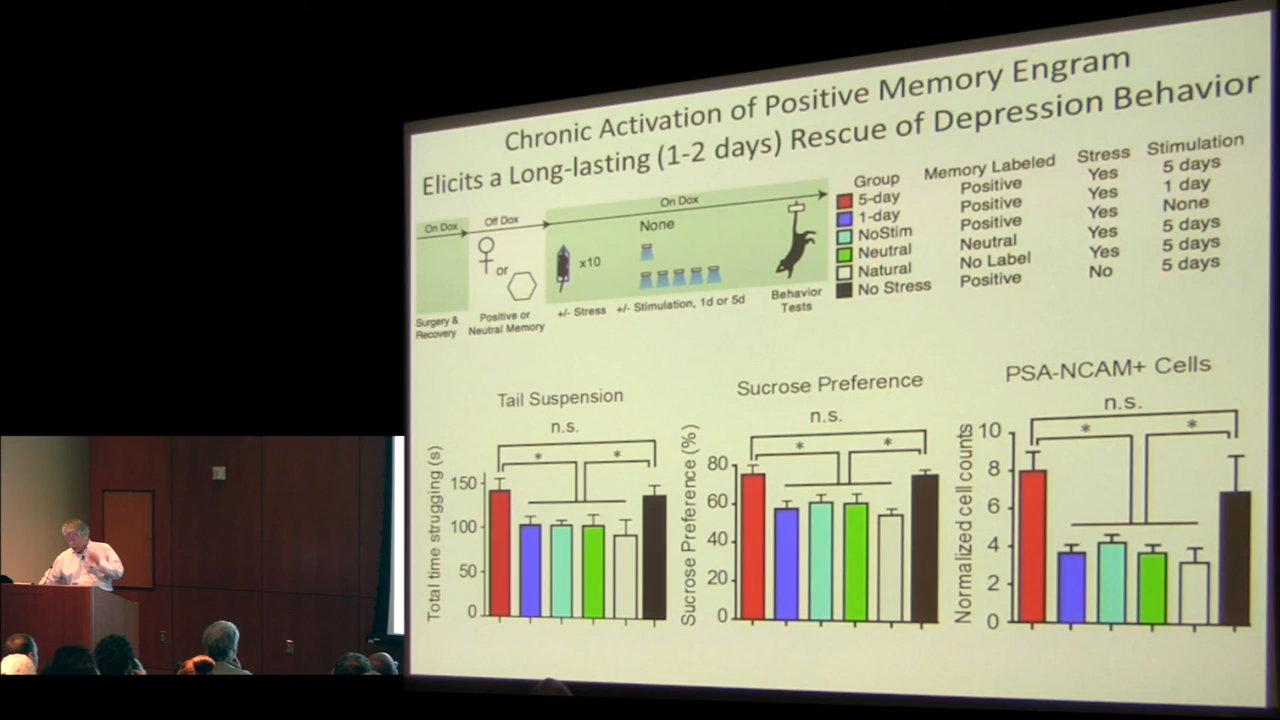 Chronic Activation of Positive Memory Engram
Elicits a Long-lasting (1-2 days) Rescue of Depression Behavior
On Dox
Off Dox
On Dox
or
x10
None
Surgery &
Recovery
Positive or
Neutral Memory
+/- Stress
+/- Stimulation, 1d or 5d
Behavior
Tests
Group Memory Labeled Stress Stimulation
5-day Positive Yes 5 days
1-day Positive Yes 1 day
NoStim Positive Yes None
Neutral Neutral Yes 5 days
Natural No Label Yes 5 days
No Stress Positive No 5 days
Tail Suspension
n.s.
* *
Total time strugging (s)
150
100
50
0
Sucrose Preference
n.s.
* *
Sucrose Preference (%)
80
60
40
20
0
PSA-NCAM+ Cells
n.s.
* *
Normalized cell counts
10
8
6
4
2
0